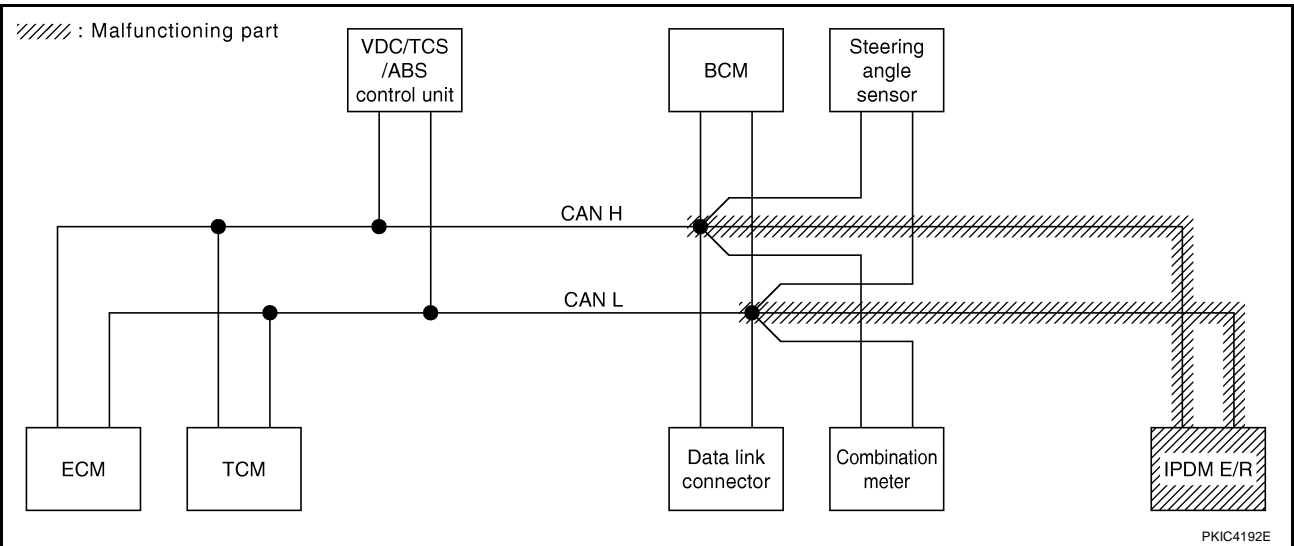 : Malfunctioning part
VDC/TCS
/ABS
control unit
BCM
Steering
angle
sensor
CAN H
CAN L
ECM
TCM
Data link
connector
Combination
meter
IPDM E/R
PKIC4192E